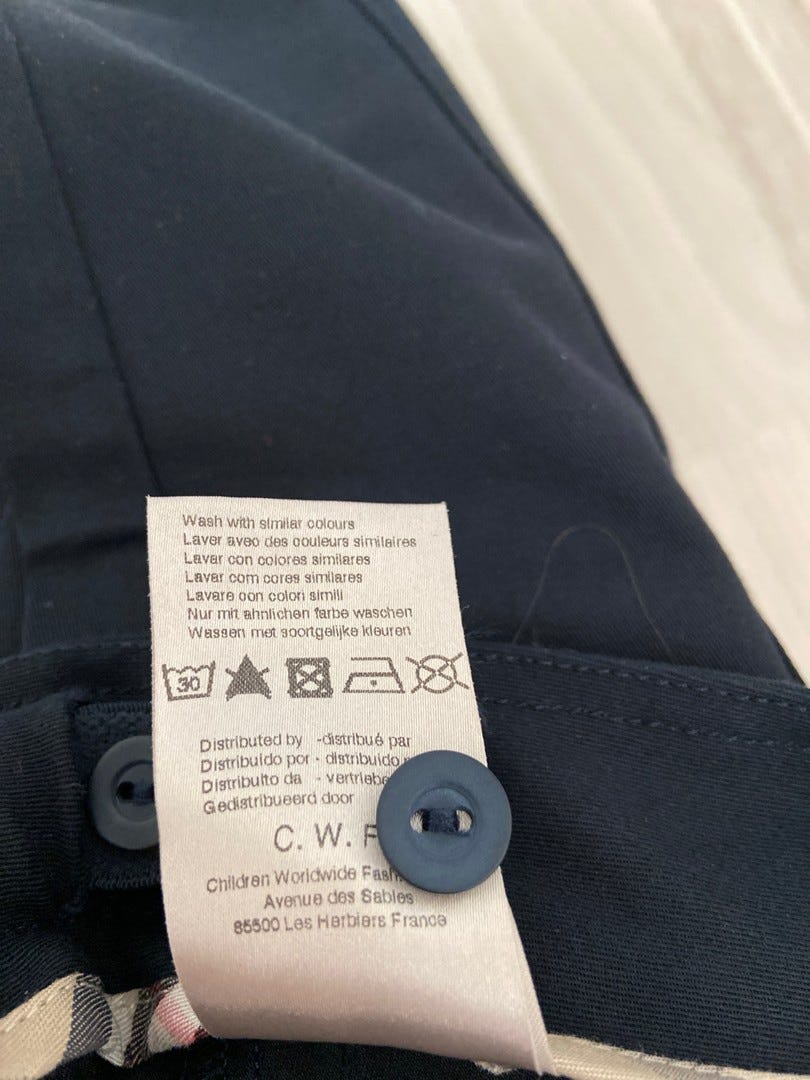 Wash with similar colours
Laver avec des couleurs similaires
Lavar con colores similares
Lavar com cores similares
Lavare con colori simili
Nur mit ahnlichen farbe waschen
Wassen met soortgelijke kleuren
30
Distributed by -distribué par
Distribuido por - distribuido
Distribuito da - vertriebe
Gedistribueerd door
C. W. F
Children Worldwide Fash
Avenue des Sables
85500 Les Herbiers France